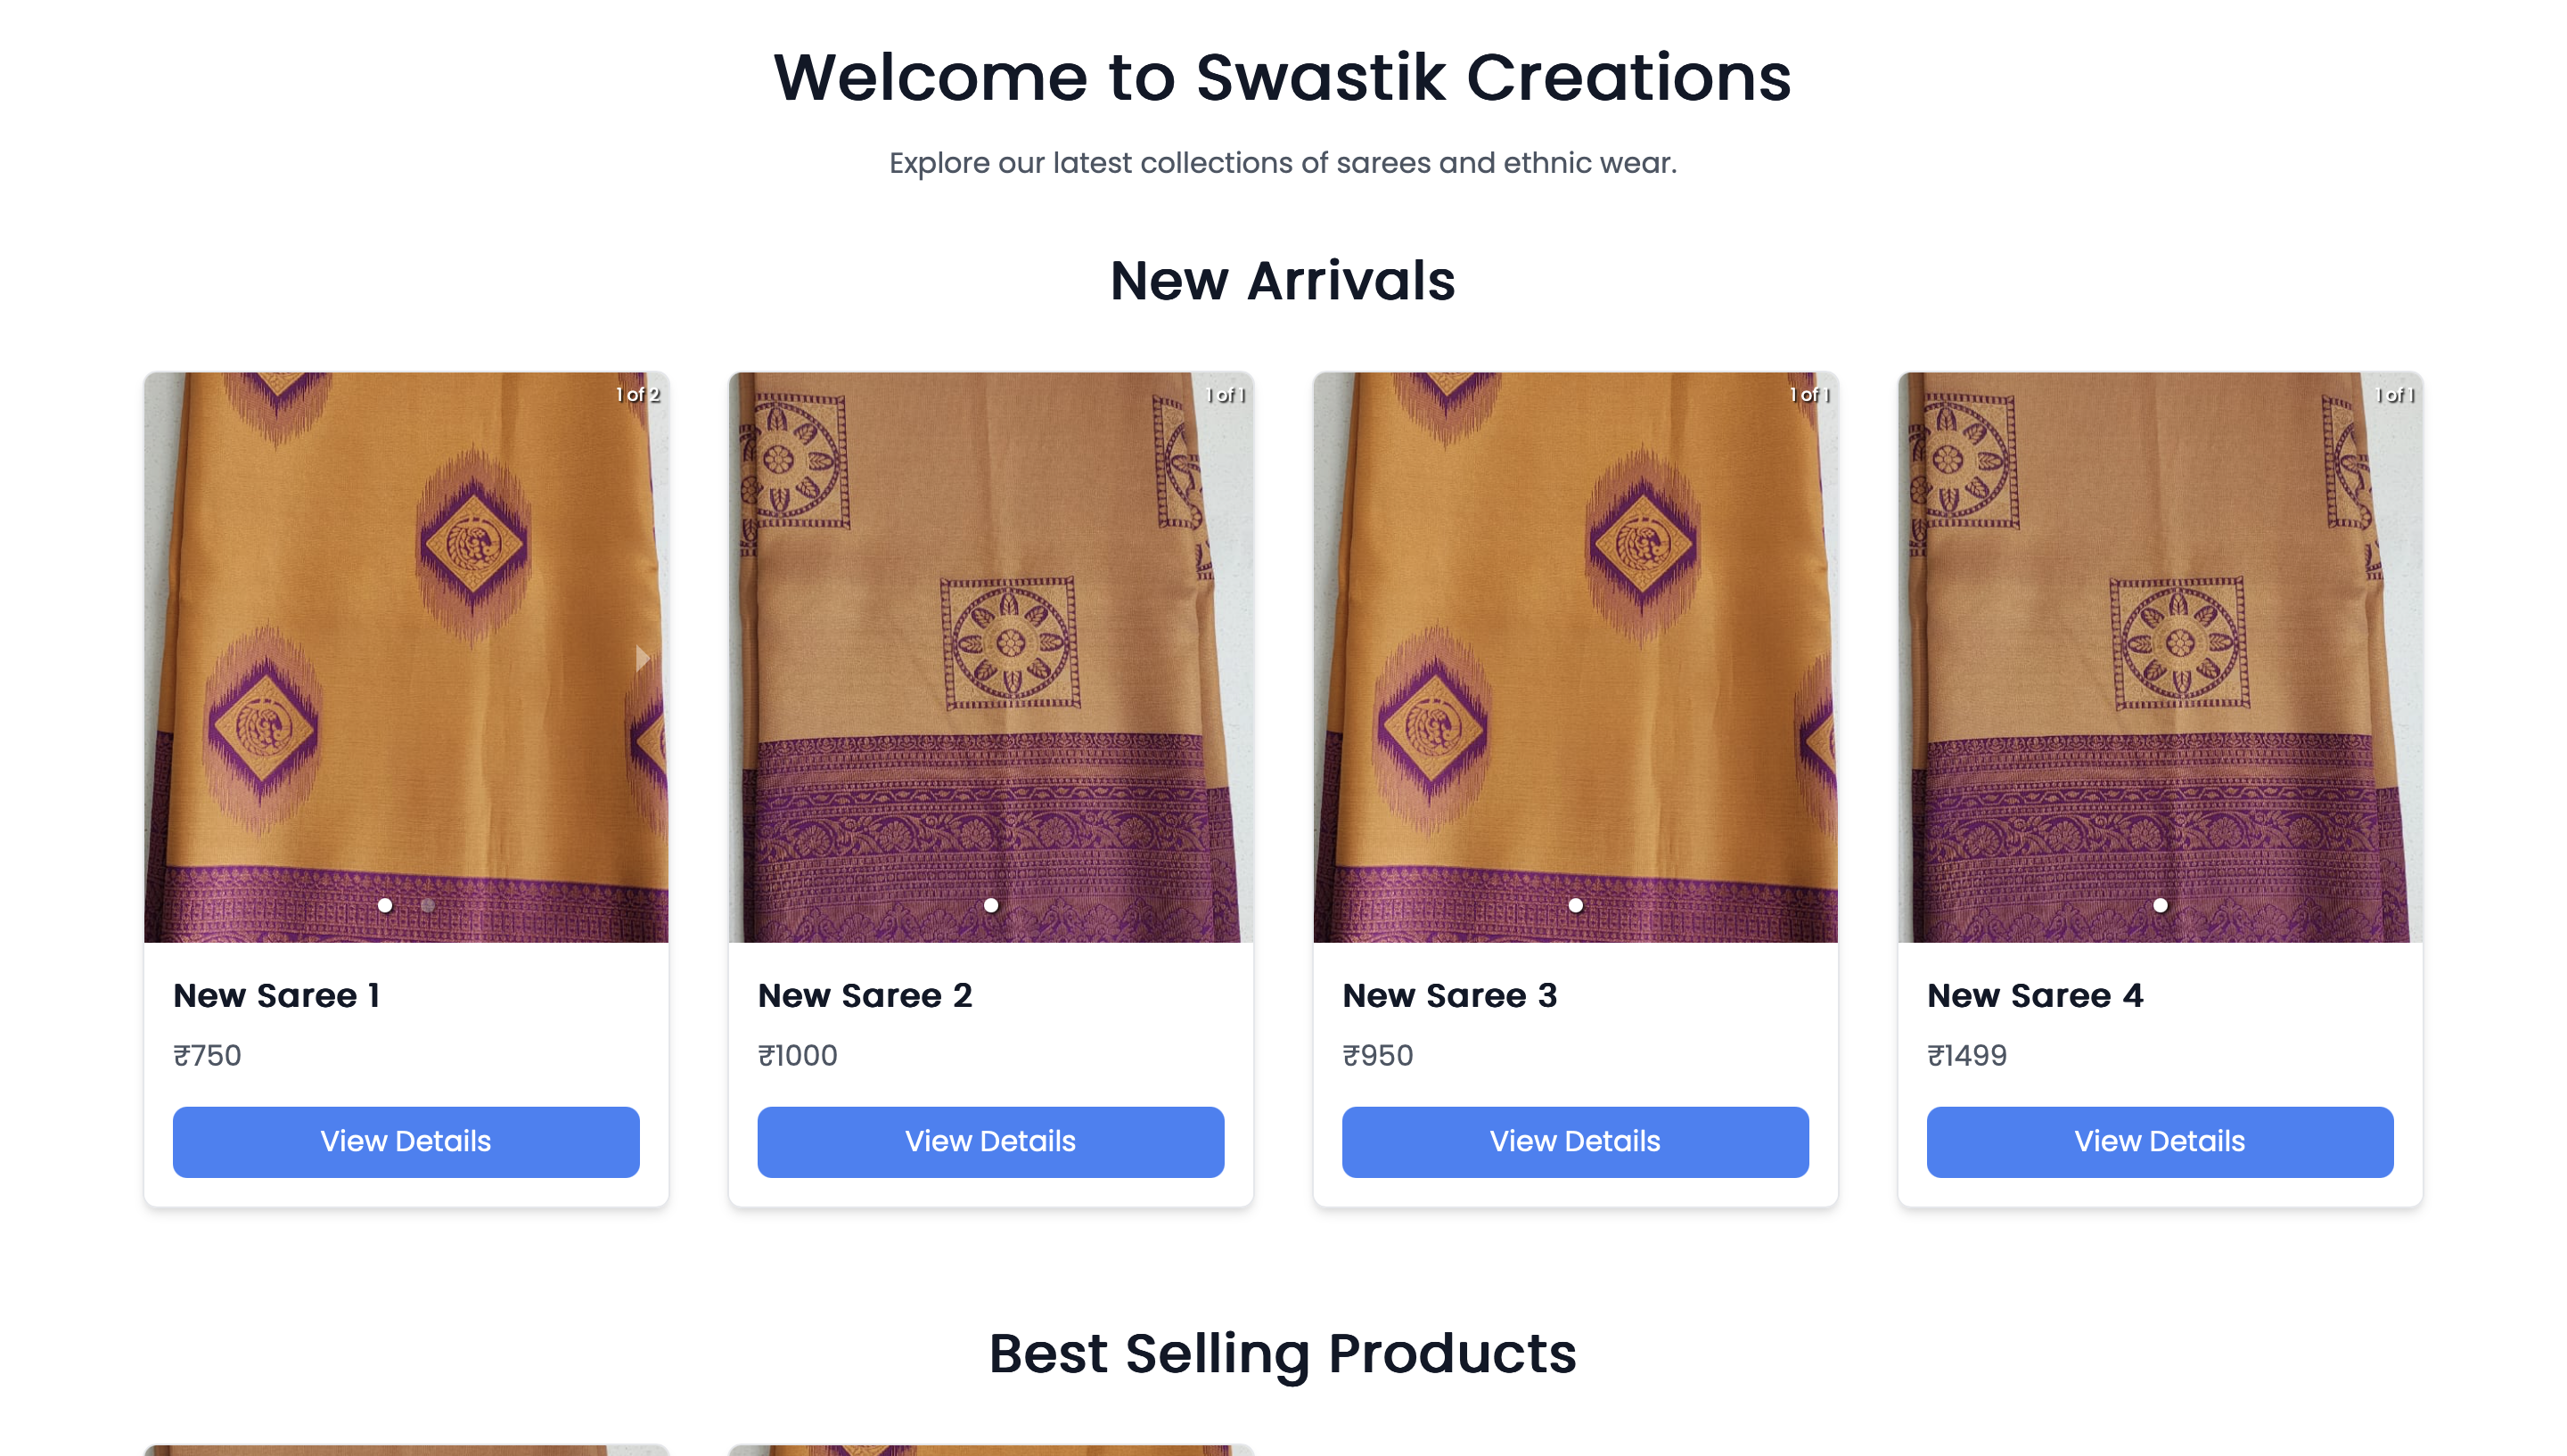 Welcome to Swastik Creations
Explore our latest collections of sarees and ethnic wear.
New Arrivals
1 of 2
1 of 1
1 of 1
1 of 1
New Saree 1
₹750
View Details
New Saree 2
₹1000
View Details
New Saree 3
₹950
View Details
New Saree 4
₹1499
View Details
Best Selling Products